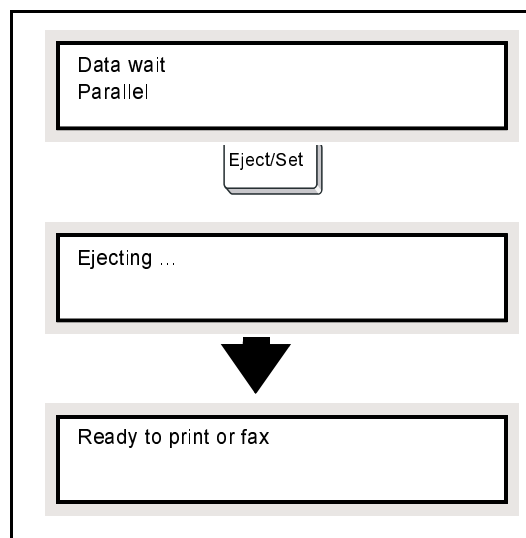 Data wait
Parallel
Eject/Set
Ejecting ...
Ready to print or fax